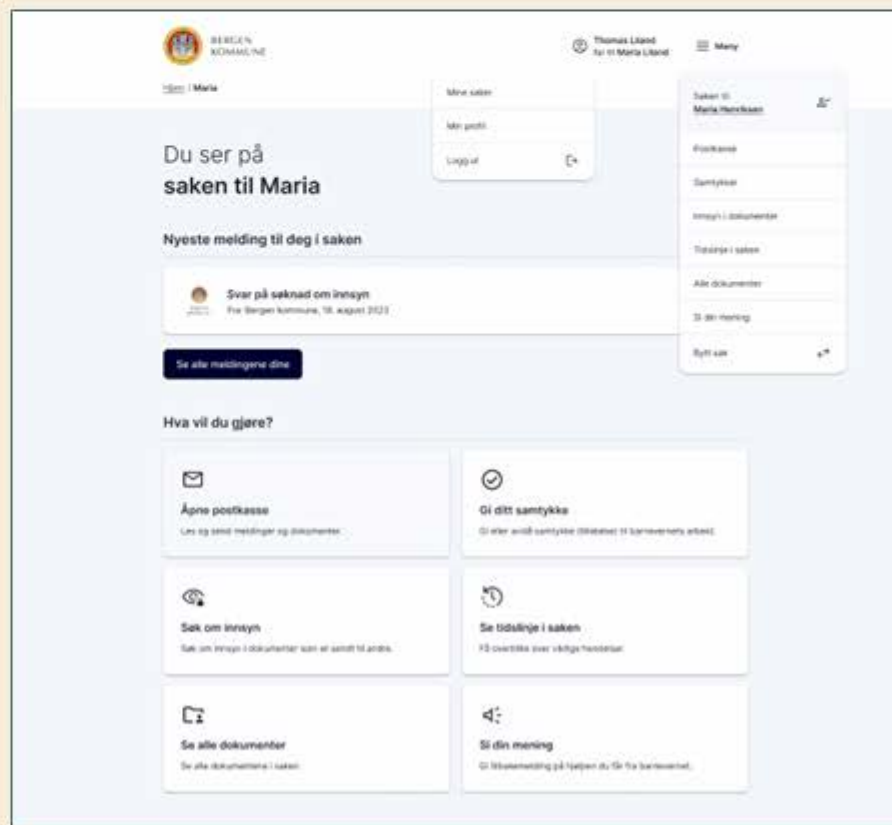 BERGEN
KOMMUNE
Thomas Liland
far til Maria Liland
Meny
Hjem / Maria
Mine saker
Min profil
Logg ut
Saken til
Maria Henriksen
Postkasse
Samtykker
Innsyn i dokumenter
Tidslinje i saken
Alle dokumenter
Si din mening
Bytt sak
Du ser på
saken til Maria
Nyeste melding til deg i saken
Svar på søknad om innsyn
Fra Bergen kommune, 18. august 2023
Se alle meldingene dine
Hva vil du gjøre?
Åpne postkasse
Les og send meldinger og dokumenter.
Gi ditt samtykke
Gi eller avslå samtykke (tillatelse) til barnevernets arbeid.
Søk om innsyn
Søk om innsyn i dokumenter som er sendt til andre.
Se tidslinje i saken
Få oversikt over viktige hendelser.
Se alle dokumenter
Se alle dokumentene i saken.
Si din mening
Gi tilbakemelding på hjelpen du får fra barnevernet.